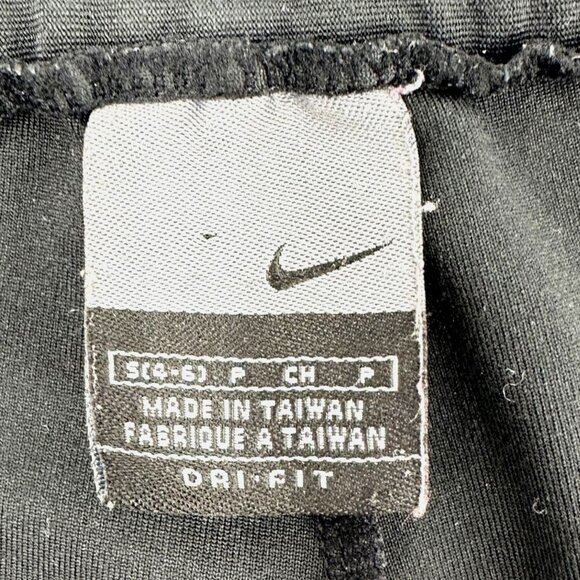 S(4-6) P CH P
MADE IN TAIWAN
FABRIQUE A TAIWAN
DRI·FIT